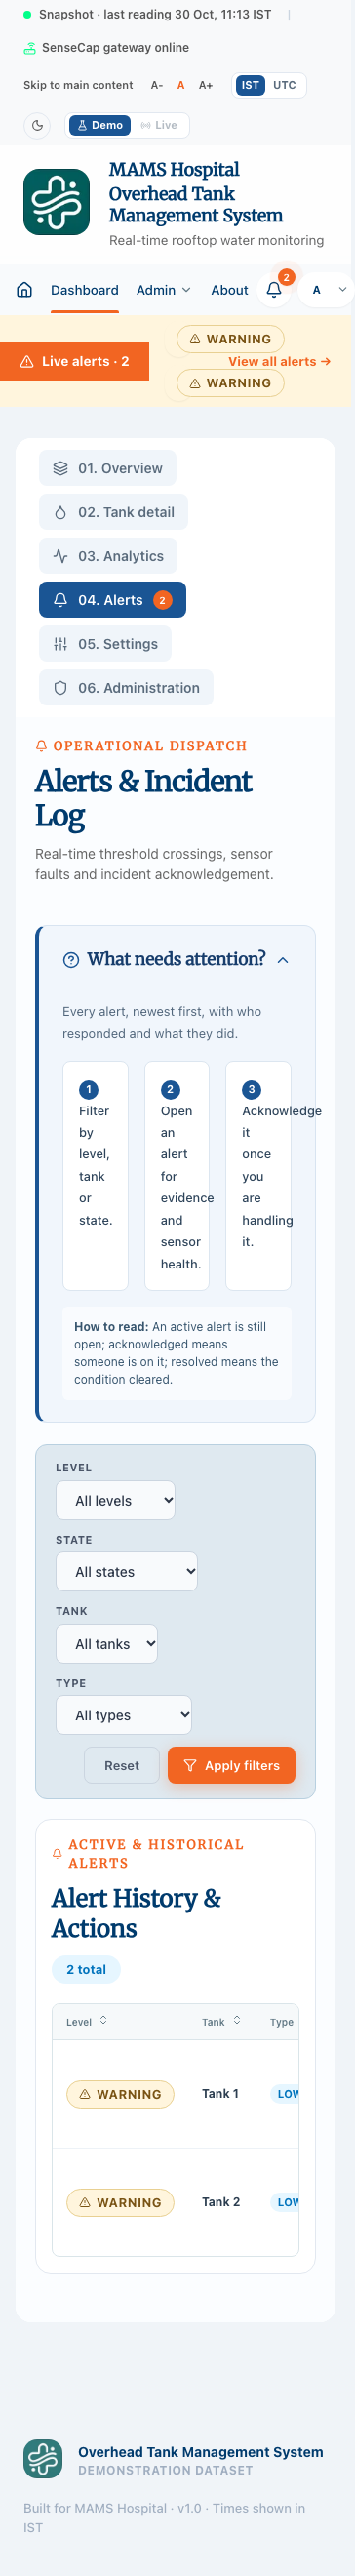 Snapshot · last reading 30 Oct, 11:13 IST |
SenseCap gateway online
Skip to main content A- A A+ IST UTC
Demo Live
MAMS Hospital
Overhead Tank
Management System
Real-time rooftop water monitoring
Dashboard Admin About 2 A
Live alerts · 2
WARNING
View all alerts →
WARNING
01. Overview
02. Tank detail
03. Analytics
04. Alerts 2
05. Settings
06. Administration
OPERATIONAL DISPATCH
Alerts & Incident
Log
Real-time threshold crossings, sensor
faults and incident acknowledgement.
What needs attention?
Every alert, newest first, with who
responded and what they did.
1
Filter
by
level,
tank
or
state.
2
Open
an
alert
for
evidence
and
sensor
health.
3
Acknowledge
it
once
you
are
handling
it.
How to read: An active alert is still
open; acknowledged means
someone is on it; resolved means the
condition cleared.
LEVEL
All levels
STATE
All states
TANK
All tanks
TYPE
All types
Reset Apply filters
ACTIVE & HISTORICAL
ALERTS
Alert History &
Actions
2 total
Level Tank Type
WARNING Tank 1 LOW
WARNING Tank 2 LOW
Overhead Tank Management System
DEMONSTRATION DATASET
Built for MAMS Hospital · v1.0 · Times shown in
IST